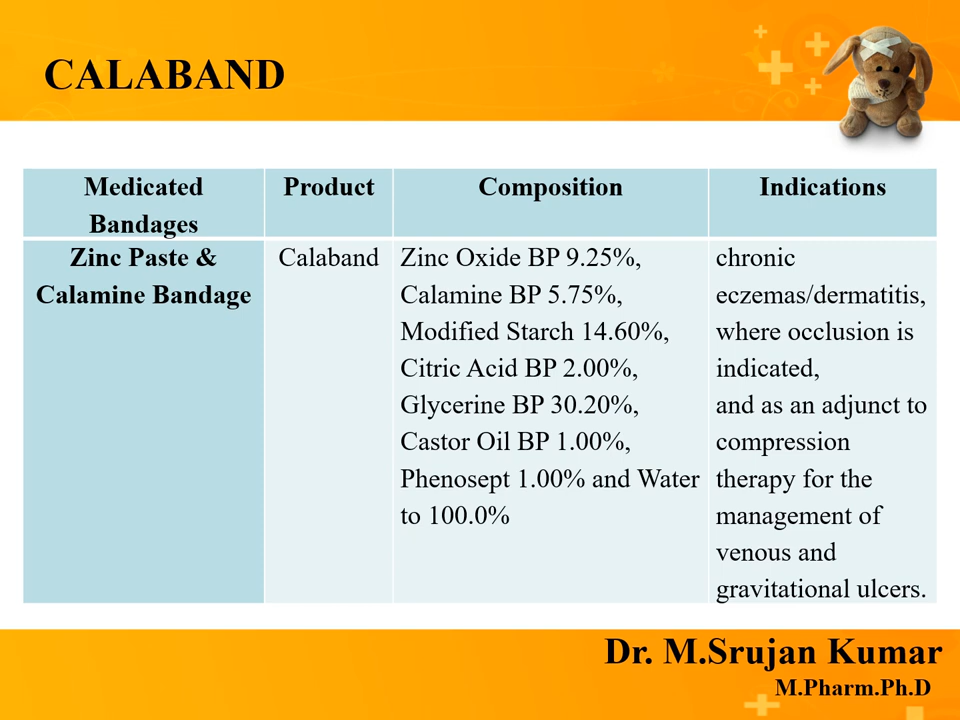 CALABAND
Medicated
Bandages
Product
Composition
Indications
Zinc Paste &
Calamine Bandage
Calaband
Zinc Oxide BP 9.25%,
Calamine BP 5.75%,
Modified Starch 14.60%,
Citric Acid BP 2.00%,
Glycerine BP 30.20%,
Castor Oil BP 1.00%,
Phenosept 1.00% and Water
to 100.0%
chronic
eczemas/dermatitis,
where occlusion is
indicated,
and as an adjunct to
compression
therapy for the
management of
venous and
gravitational ulcers.
Dr. M.Srujan Kumar
M.Pharm.Ph.D